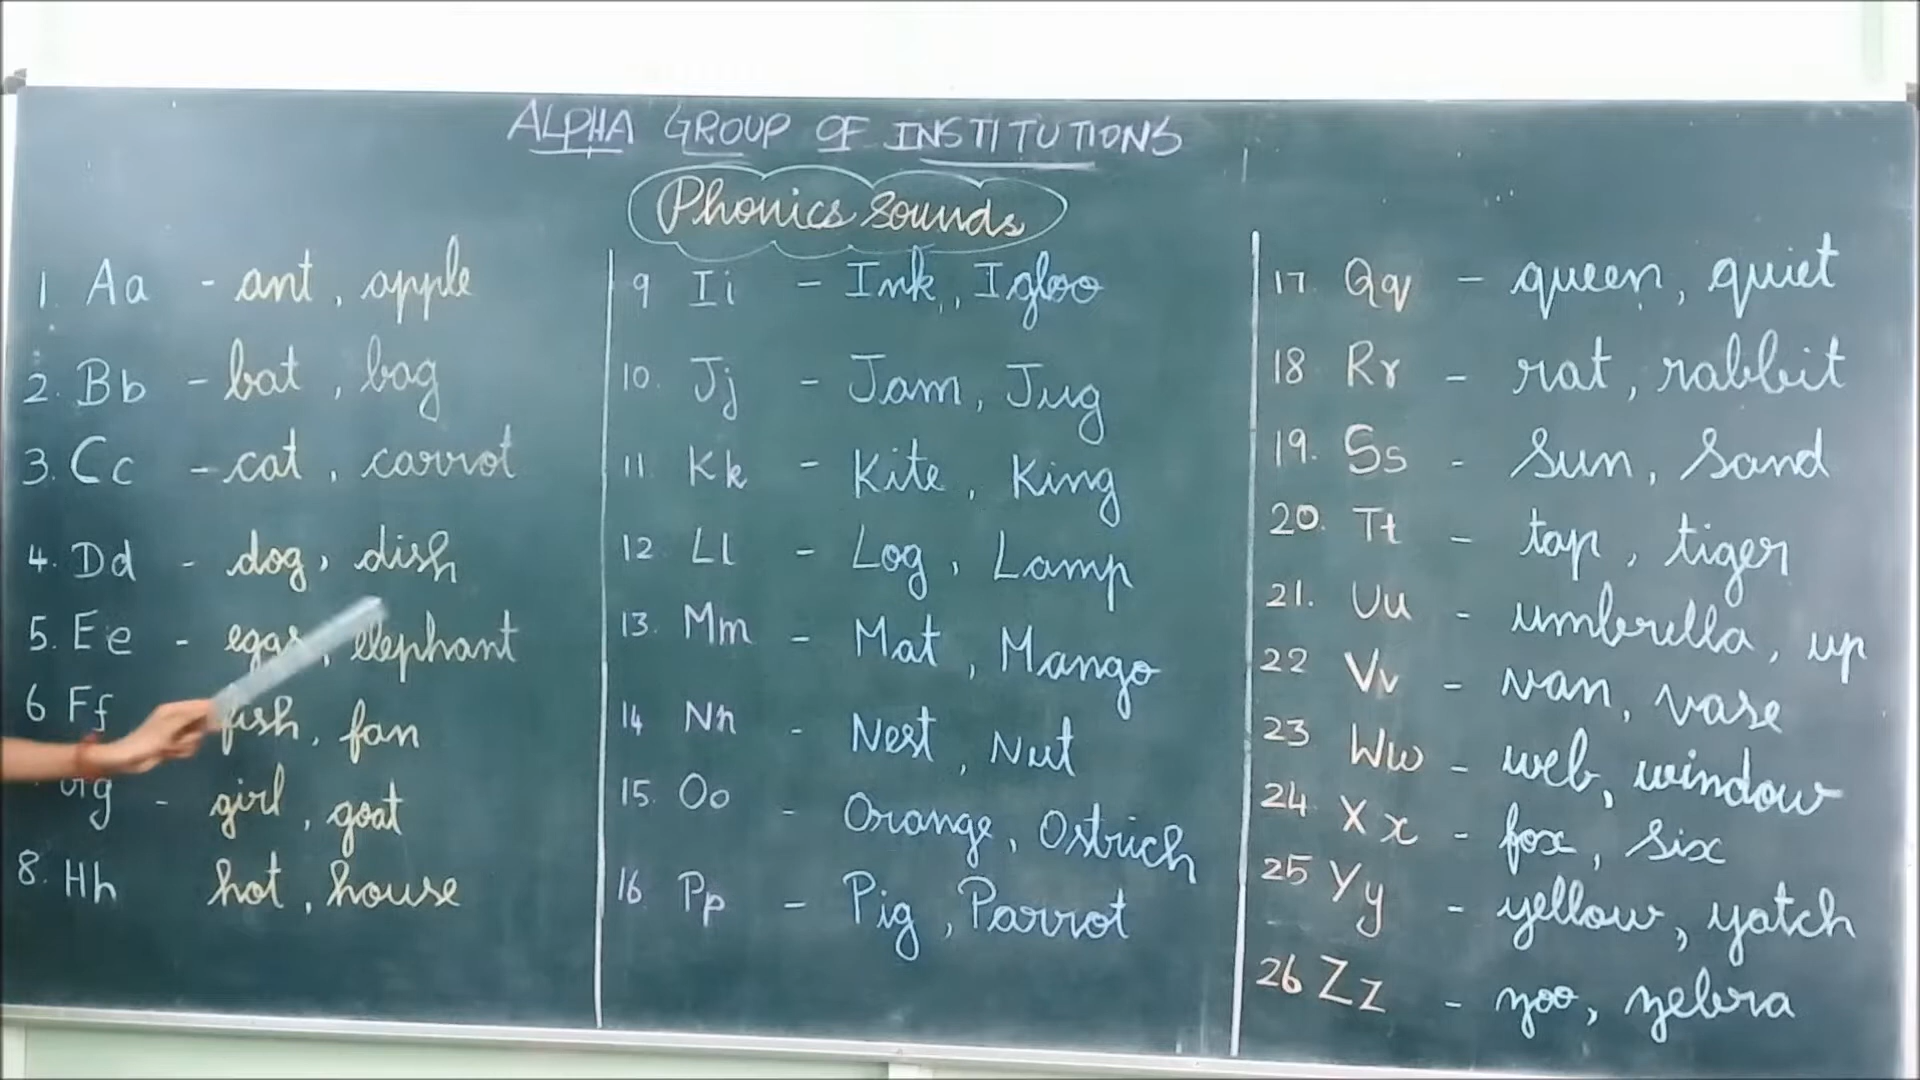 ALPHA GROUP OF INSTITUTIONS
Phonics Sounds
1. Aa - ant, apple
2. Bb - bat, bag
3. Cc - cat, carrot
4. Dd - dog, dish
5. Ee - eggs, elephant
6 Ff fish, fan
Gg - girl, goat
8. Hh hot, house
9 Ii - Ink, Igloo
10. Jj - Jam, Jug
11. Kk - Kite, King
12 Ll - Log, Lamp
13. Mm - Mat, Mango
14 Nn - Nest, Nut
15. Oo - Orange, Ostrich
16. Pp - Pig, Parrot
17. Qq - queen, quiet
18 Rr - rat, rabbit
19. Ss - sun, sand
20. Tt - tap, tiger
21. Uu - umbrella, up
22 Vv - van, vase
23 Ww - web, window
24. Xx - fox, six
25 Yy - yellow, yatch
26 Zz - zoo, zebra